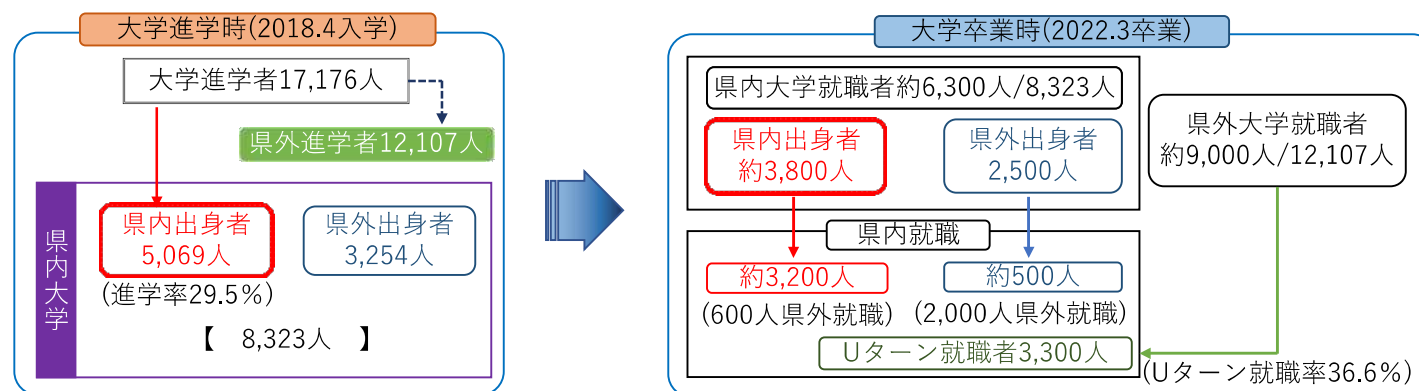 大学進学時(2018.4入学)
大学進学者17,176人
県外進学者12,107人
県内大学
県内出身者
5,069人
(進学率29.5%)
県外出身者
3,254人
【 8,323人 】
大学卒業時(2022.3卒業)
県内大学就職者約6,300人/8,323人
県内出身者
約3,800人
県外出身者
2,500人
県外大学就職者
約9,000人/12,107人
県内就職
約3,200人
(600人県外就職)
約500人
(2,000人県外就職)
Uターン就職者3,300人
(Uターン就職率36.6%)